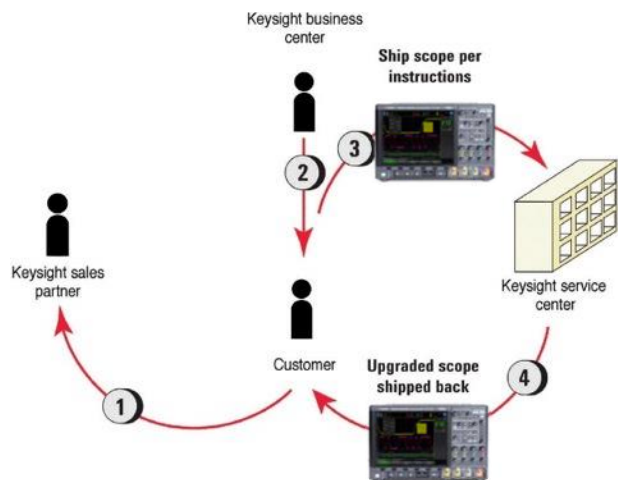 Keysight business
center
Ship scope per
instructions
3
2
Keysight sales
partner
Keysight service
center
Customer
Upgraded scope
shipped back
4
1